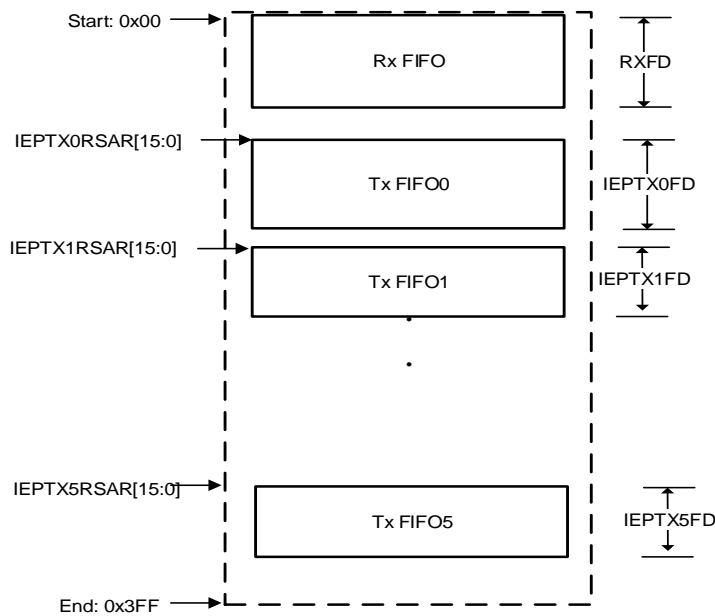 Start: 0x00
Rx FIFO
RXFD
IEPTX0RSAR[15:0]
Tx FIFO0
IEPTX0FD
IEPTX1RSAR[15:0]
Tx FIFO1
IEPTX1FD
IEPTX5RSAR[15:0]
Tx FIFO5
IEPTX5FD
End: 0x3FF